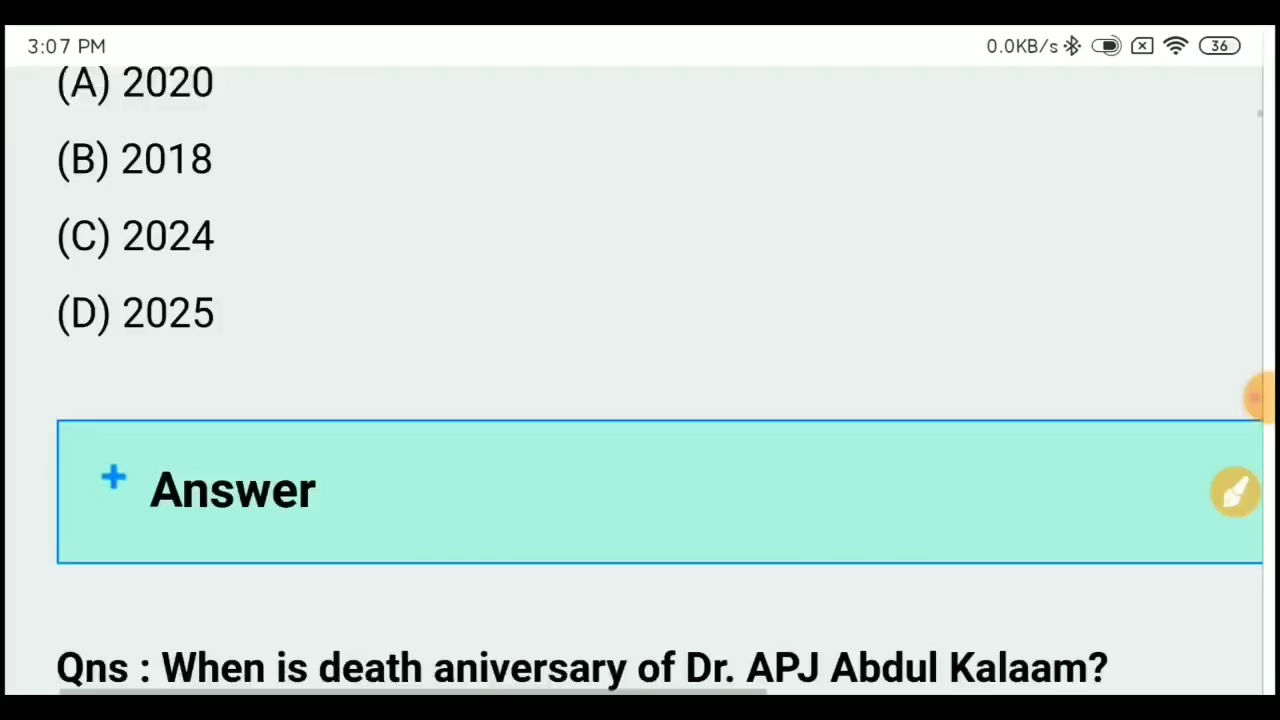 3:07 PM 0.0KB/s 36
(A) 2020
(B) 2018
(C) 2024
(D) 2025
+ Answer
Qns : When is death aniversary of Dr. APJ Abdul Kalaam?